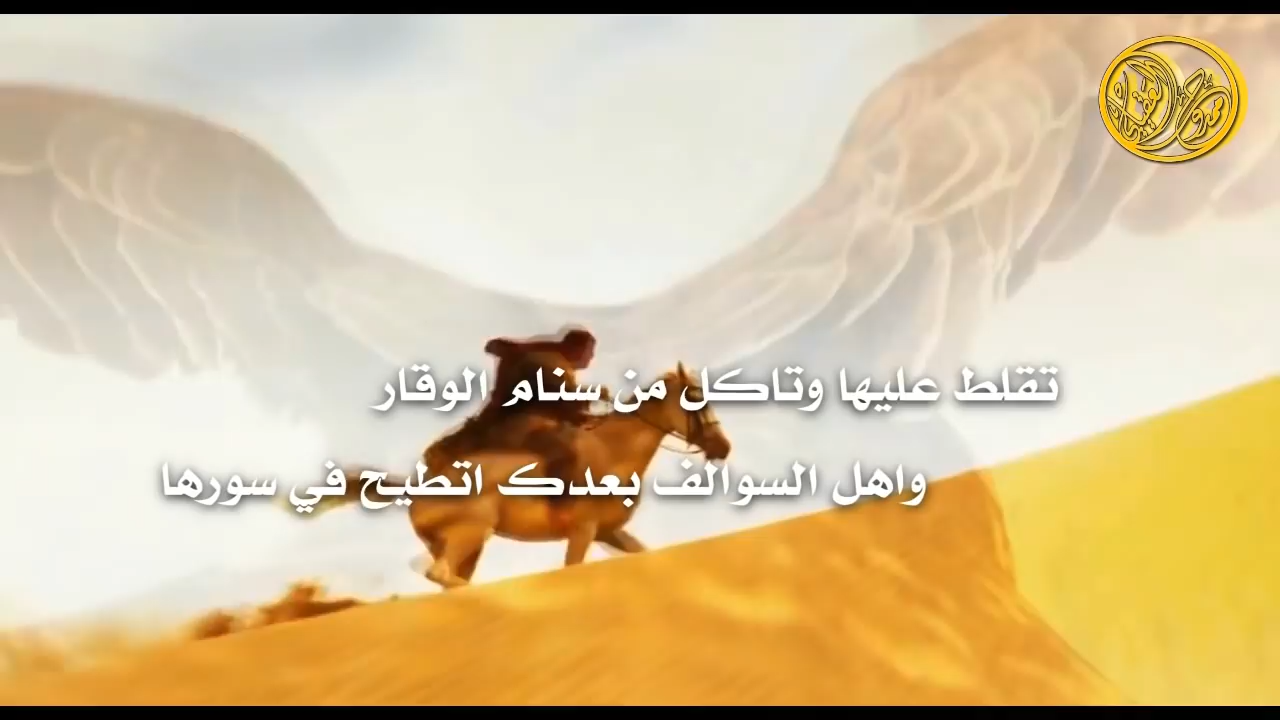 تقلط عليها وتاكل من سنام الوقار
واهل السوالف بعدك اتطيح في سورها